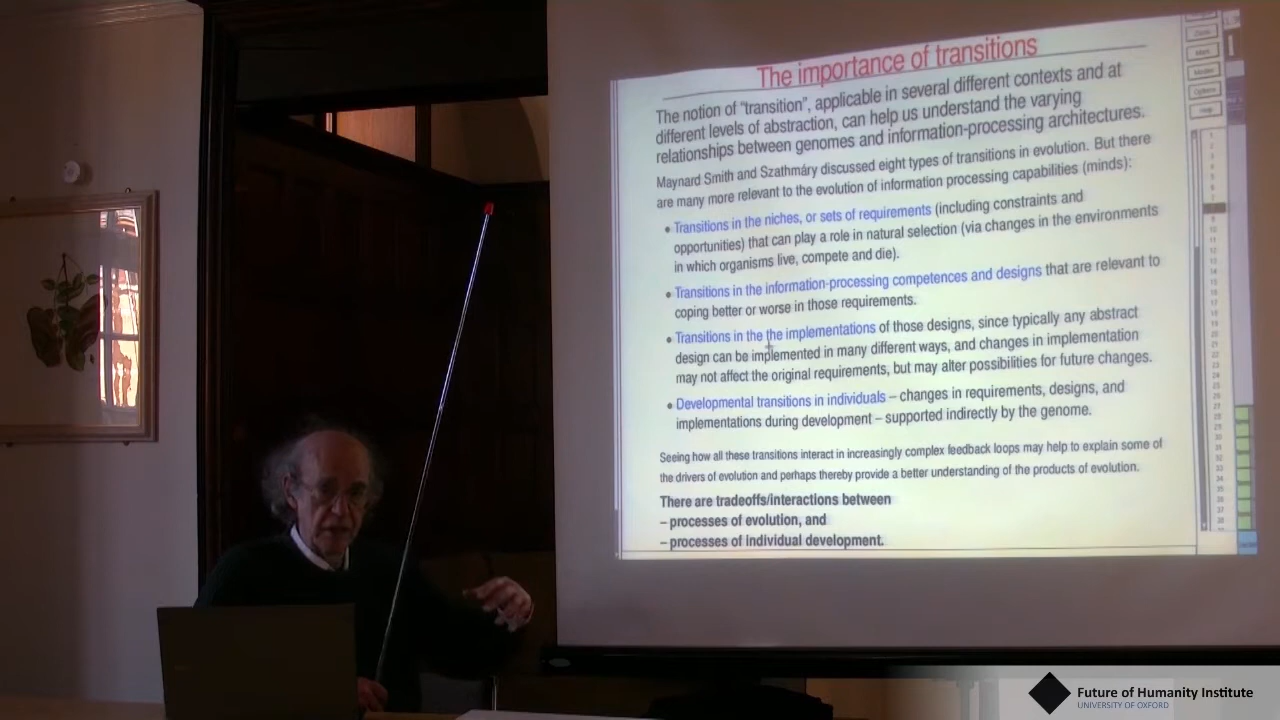 The importance of transitions
The notion of "transition", applicable in several different contexts and at
different levels of abstraction, can help us understand the varying
relationships between genomes and information-processing architectures.
Maynard Smith and Szathmáry discussed eight types of transitions in evolution. But there
are many more relevant to the evolution of information processing capabilities (minds):
• Transitions in the niches, or sets of requirements (including constraints and
opportunities) that can play a role in natural selection (via changes in the environments
in which organisms live, compete and die).
• Transitions in the information-processing competences and designs that are relevant to
coping better or worse in those requirements.
• Transitions in the the implementations of those designs, since typically any abstract
design can be implemented in many different ways, and changes in implementation
may not affect the original requirements, but may alter possibilities for future changes.
• Developmental transitions in individuals – changes in requirements, designs, and
implementations during development – supported indirectly by the genome.
Seeing how all these transitions interact in increasingly complex feedback loops may help to explain some of
the drivers of evolution and perhaps thereby provide a better understanding of the products of evolution.
There are tradeoffs/interactions between
– processes of evolution, and
– processes of individual development.
Future of Humanity Institute
UNIVERSITY OF OXFORD